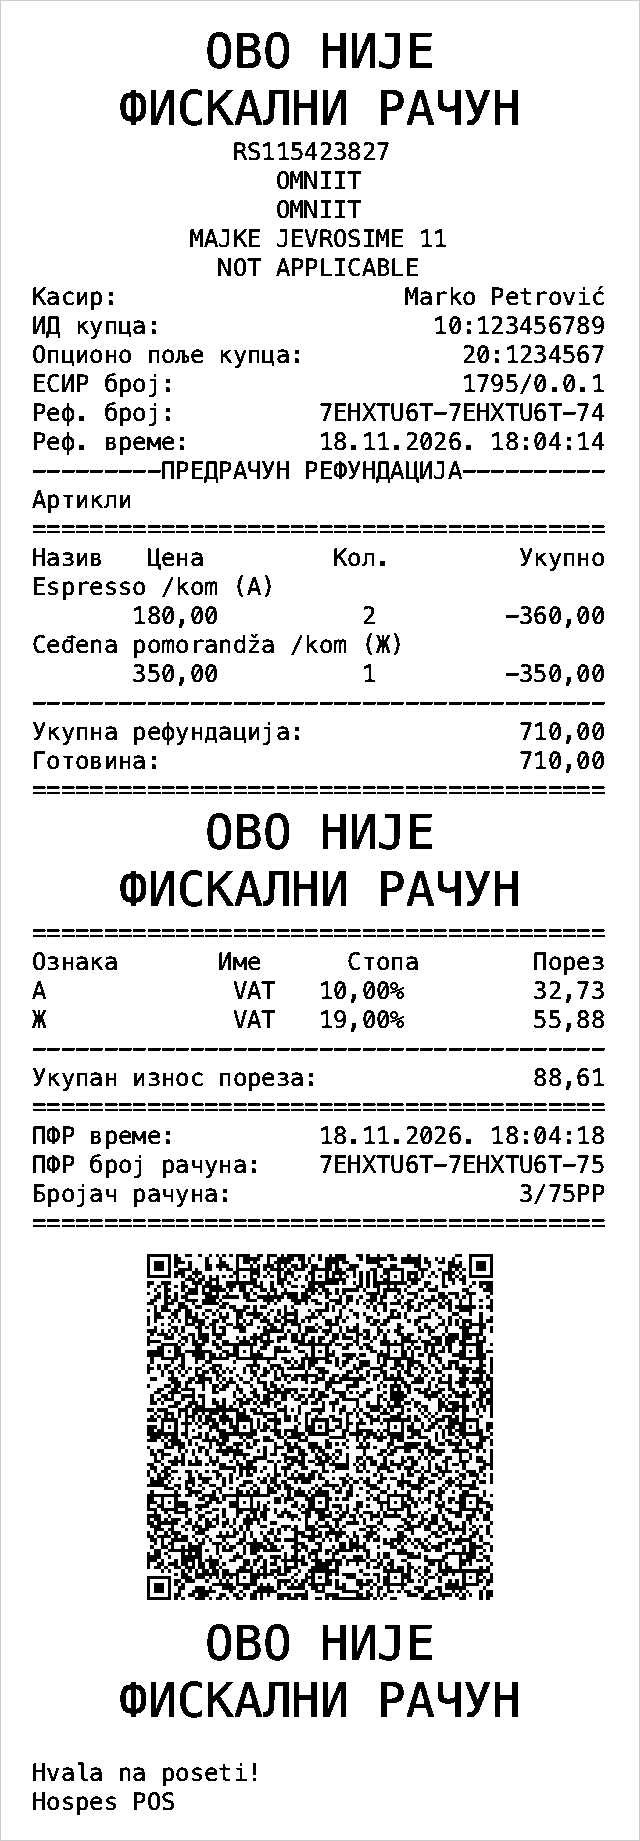 ОВО НИЈЕ
ФИСКАЛНИ РАЧУН
RS115423827
OMNIIT
OMNIIT
MAJKE JEVROSIME 11
NOT APPLICABLE
Касир: Marko Petrović
ИД купца: 10:123456789
Опционо поље купца: 20:1234567
ЕСИР број: 1795/0.0.1
Реф. број: 7EHXTU6T-7EHXTU6T-74
Реф. време: 18.11.2026. 18:04:14
---------ПРЕДРАЧУН РЕФУНДАЦИЈА----------
Артикли
========================================
Назив Цена Кол. Укупно
Espresso /kom (А)
180,00 2 -360,00
Ceđena pomorandža /kom (Ж)
350,00 1 -350,00
----------------------------------------
Укупна рефундација: 710,00
Готовина: 710,00
========================================
ОВО НИЈЕ
ФИСКАЛНИ РАЧУН
========================================
Ознака Име Стопа Порез
А VAT 10,00% 32,73
Ж VAT 19,00% 55,88
----------------------------------------
Укупан износ пореза: 88,61
========================================
ПФР време: 18.11.2026. 18:04:18
ПФР број рачуна: 7EHXTU6T-7EHXTU6T-75
Бројач рачуна: 3/75РР
========================================
ОВО НИЈЕ
ФИСКАЛНИ РАЧУН
Hvala na poseti!
Hospes POS